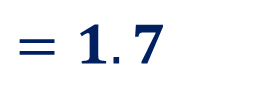 = 1.7